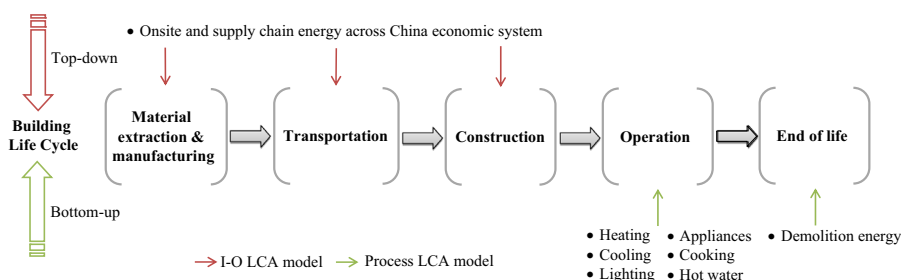 • Onsite and supply chain energy across China economic system
Top-down
Building
Life Cycle
Bottom-up
Material
extraction &
manufacturing
Transportation
Construction
Operation
End of life
• Heating
• Cooling
• Lighting
• Appliances
• Cooking
• Hot water
• Demolition energy
I-O LCA model
Process LCA model